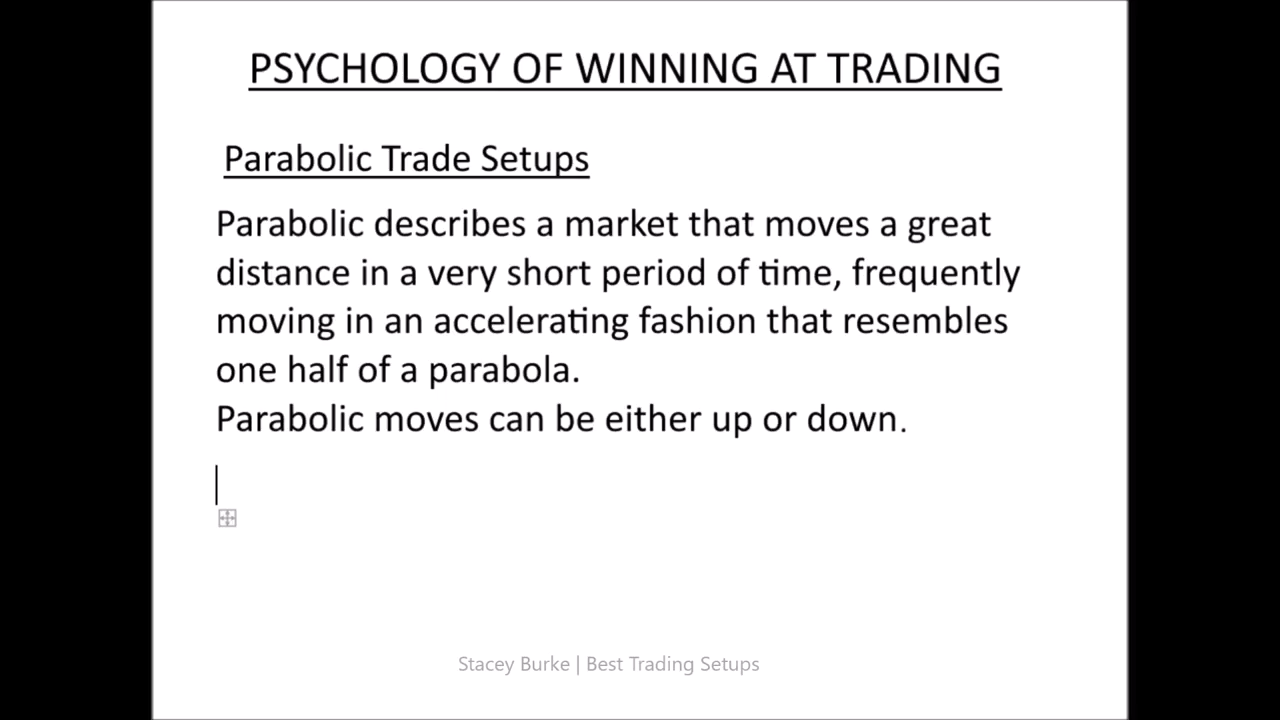 PSYCHOLOGY OF WINNING AT TRADING
Parabolic Trade Setups
Parabolic describes a market that moves a great
distance in a very short period of time, frequently
moving in an accelerating fashion that resembles
one half of a parabola.
Parabolic moves can be either up or down.
Stacey Burke | Best Trading Setups